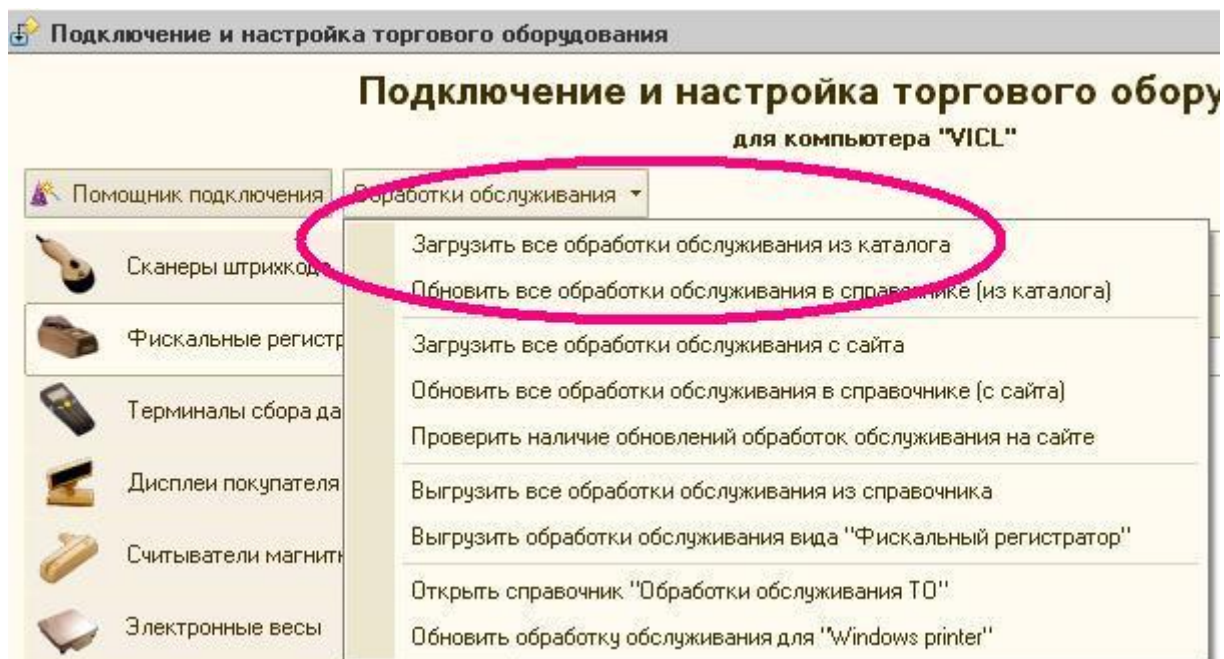 Подключение и настройка торгового оборудования
Подключение и настройка торгового обору
для компьютера "VICL"
Помощник подключения
Обработки обслуживания
Загрузить все обработки обслуживания из каталога
Обновить все обработки обслуживания в справочнике (из каталога)
Загрузить все обработки обслуживания с сайта
Обновить все обработки обслуживания в справочнике (с сайта)
Проверить наличие обновлений обработок обслуживания на сайте
Выгрузить все обработки обслуживания из справочника
Выгрузить обработки обслуживания вида "Фискальный регистратор"
Открыть справочник "Обработки обслуживания ТО"
Обновить обработку обслуживания для "Windows printer"
Сканеры штрихкода
Фискальные регистр
Терминалы сбора да
Дисплеи покупателя
Считыватели магнитн
Электронные весы